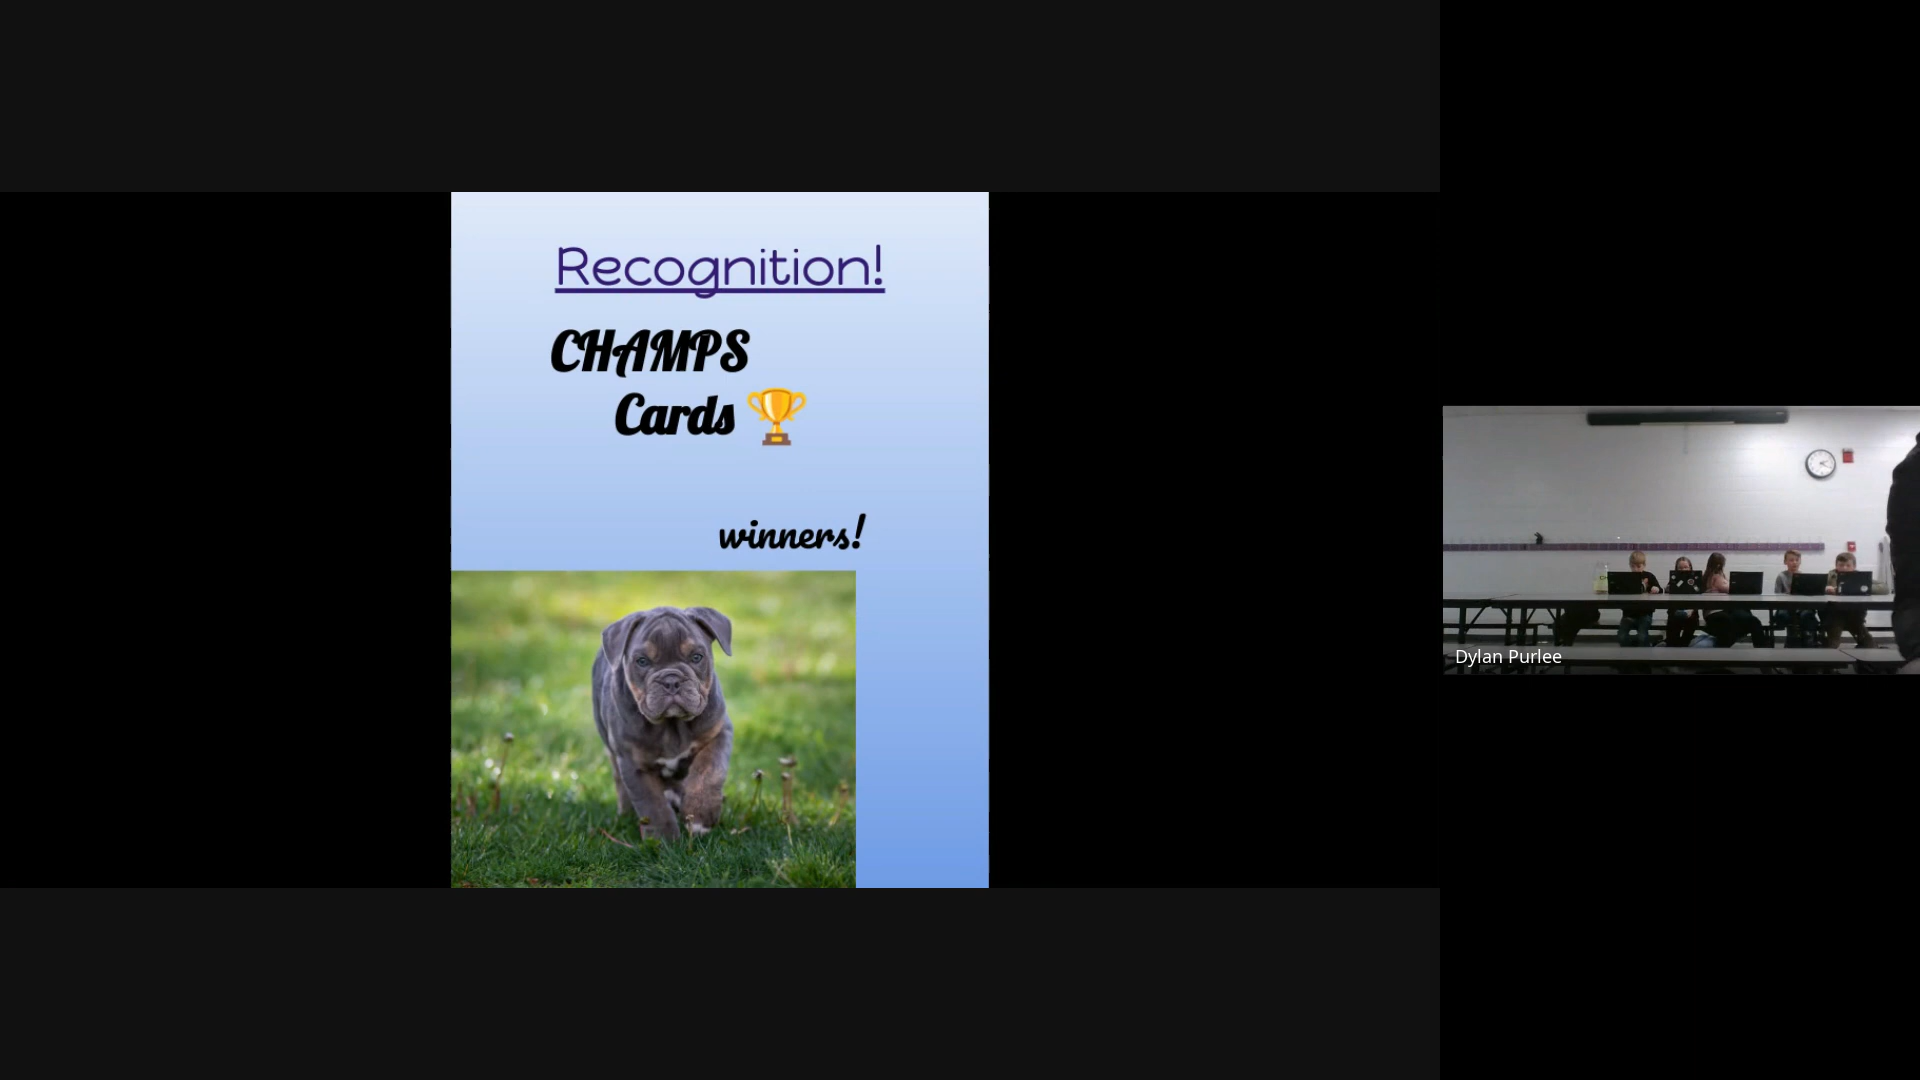 Recognition!
CHAMPS
Cards 🏆
winners!
Dylan Purlee